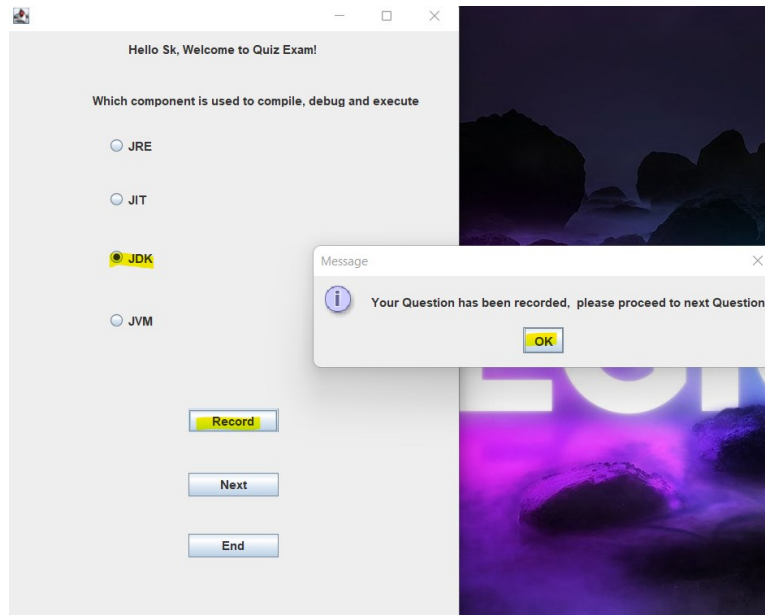 Hello Sk, Welcome to Quiz Exam!
Which component is used to compile, debug and execute
JRE
JIT
JDK
JVM
Message
Your Question has been recorded, please proceed to next Question
OK
Record
Next
End